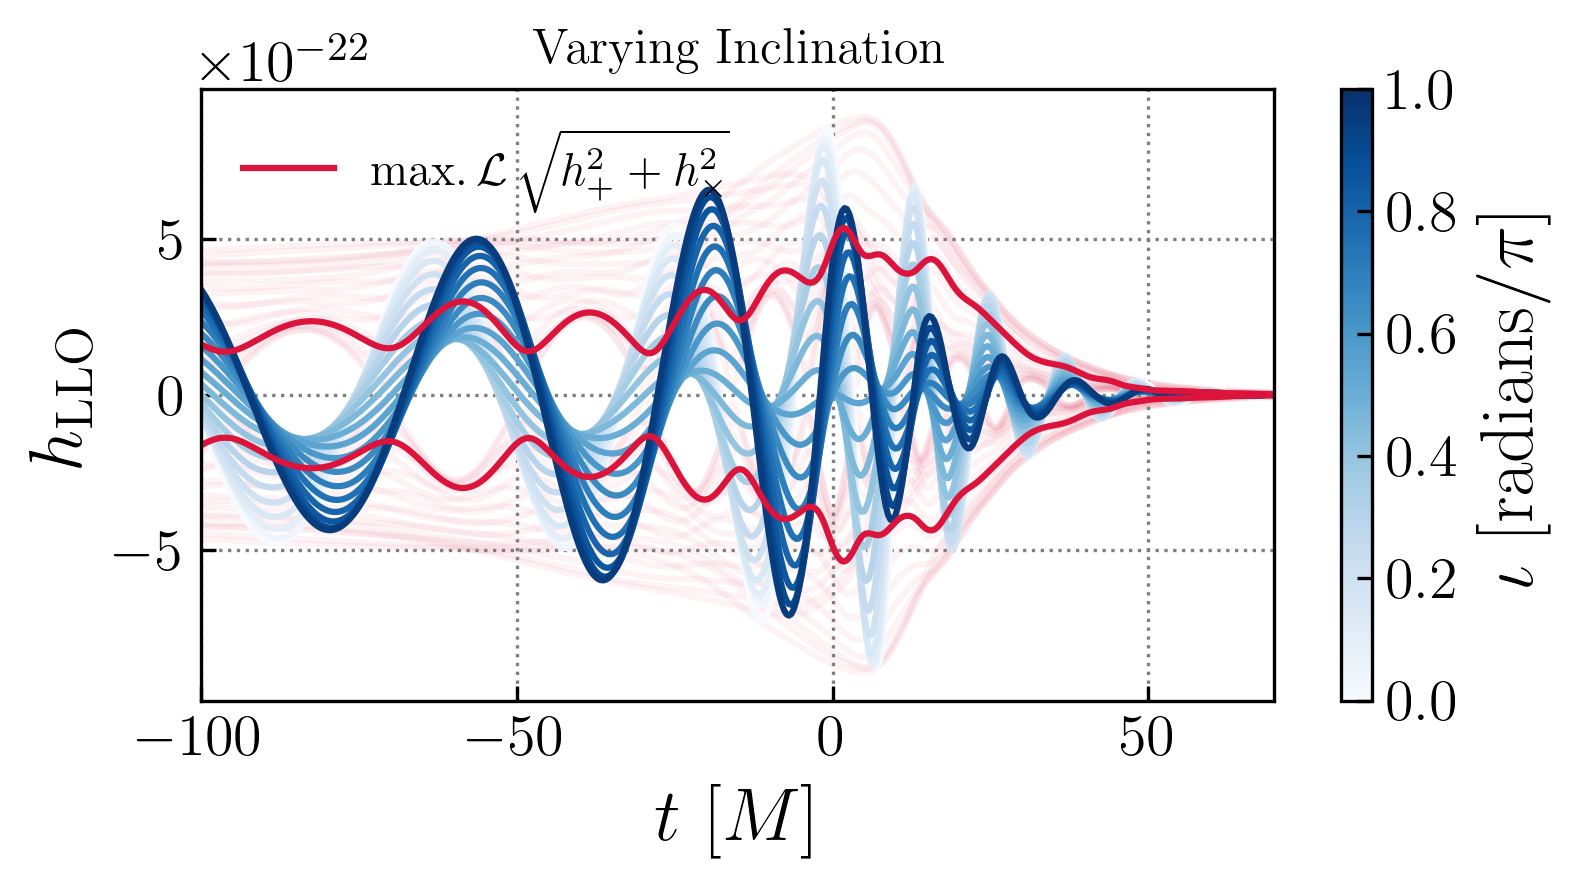 Varying Inclination
×10⁻²²
max. ℒ √(h₊² + hₓ²)
5
0
−5
h_LLO
−100
−50
0
50
t [M]
1.0
0.8
0.6
0.4
0.2
0.0
ι [radians/π]